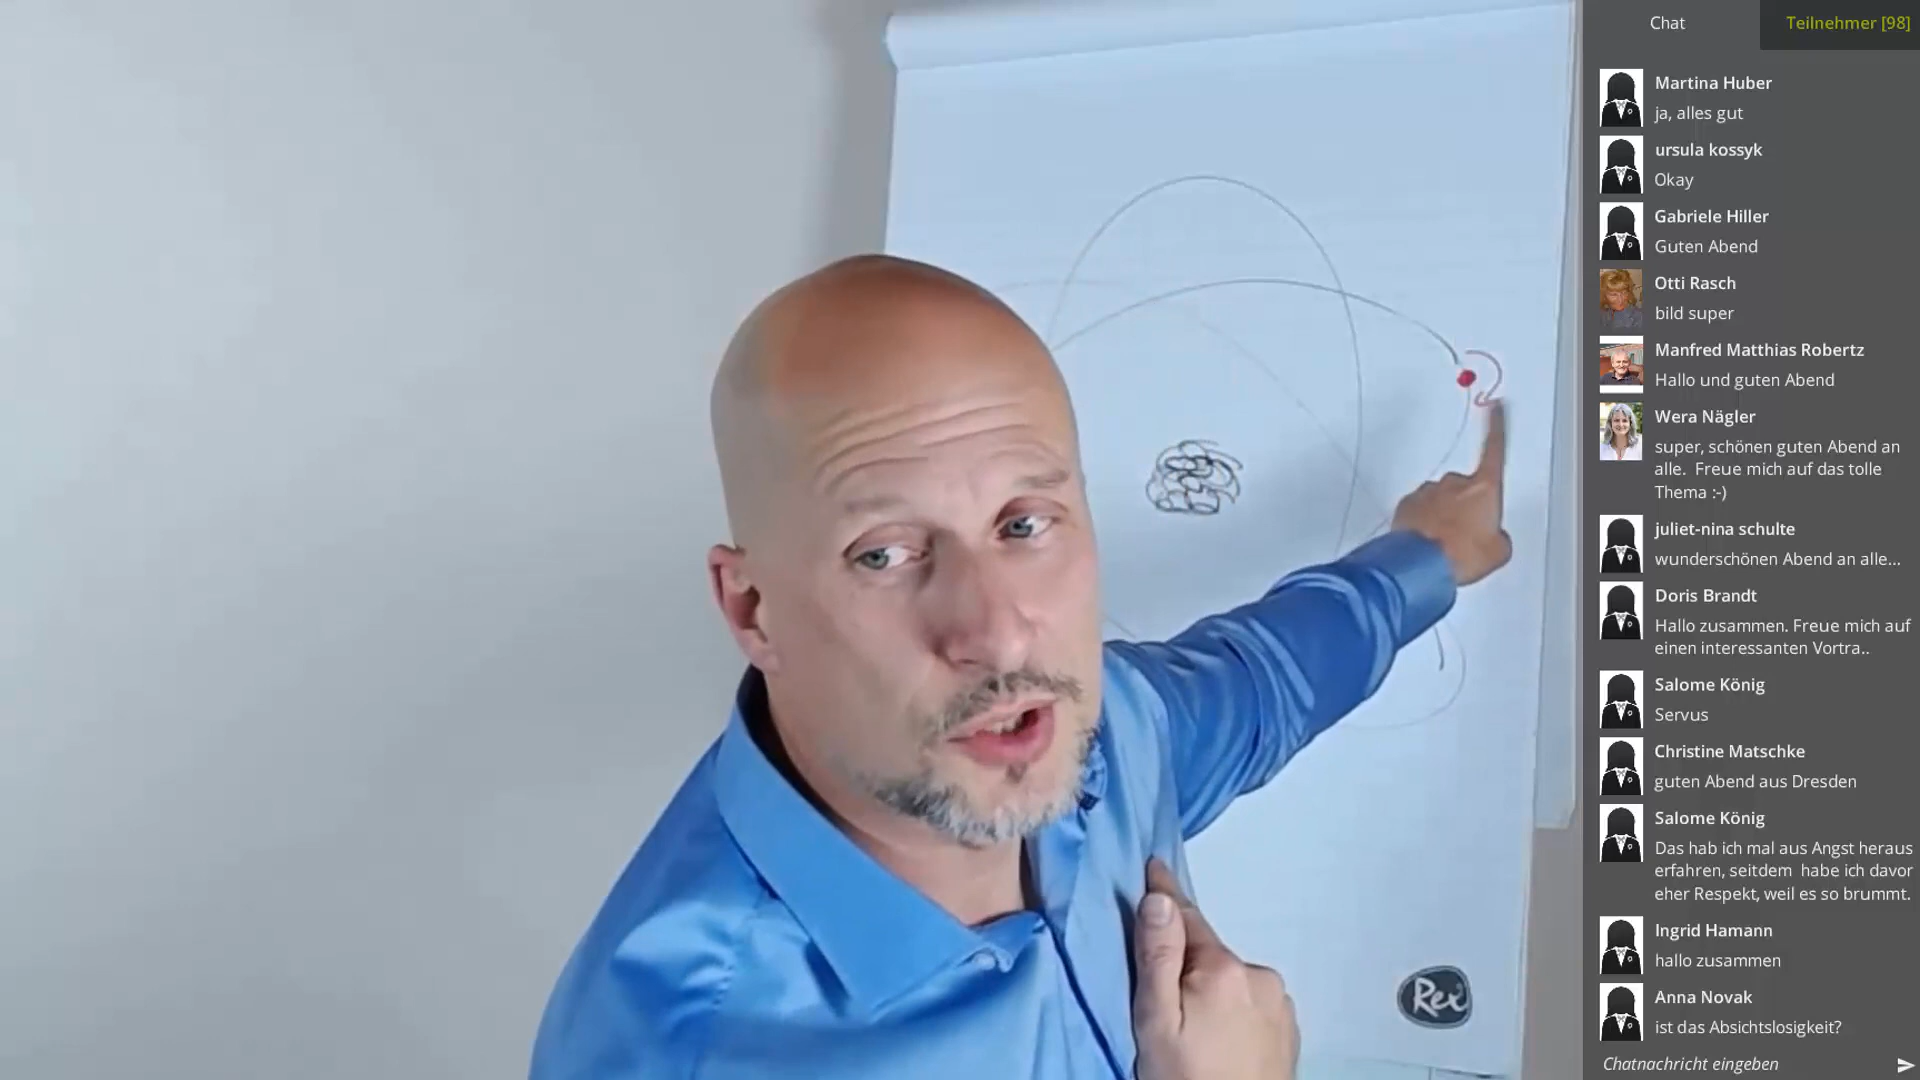 Chat
Teilnehmer [98]
Martina Huber
ja, alles gut
ursula kossyk
Okay
Gabriele Hiller
Guten Abend
Otti Rasch
bild super
Manfred Matthias Robertz
Hallo und guten Abend
Wera Nägler
super, schönen guten Abend an
alle.  Freue mich auf das tolle
Thema :-)
juliet-nina schulte
wunderschönen Abend an alle...
Doris Brandt
Hallo zusammen. Freue mich auf
einen interessanten Vortra..
Salome König
Servus
Christine Matschke
guten Abend aus Dresden
Salome König
Das hab ich mal aus Angst heraus
erfahren, seitdem  habe ich davor
eher Respekt, weil es so brummt.
Ingrid Hamann
hallo zusammen
Anna Novak
ist das Absichtslosigkeit?
Chatnachricht eingeben
Rex